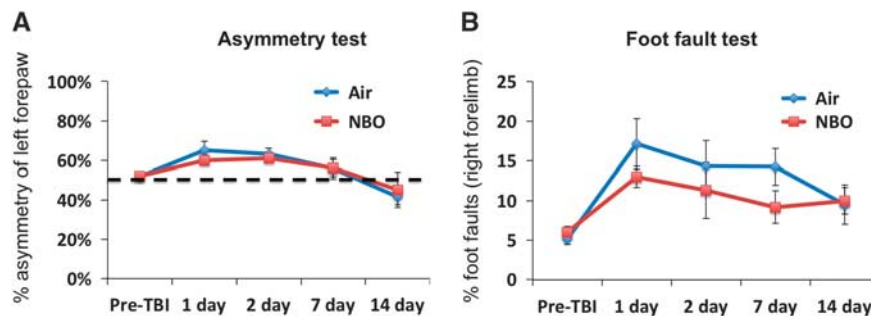 A
Asymmetry test
% asymmetry of left forepaw
100%
80%
60%
40%
20%
0%
Air
NBO
Pre-TBI 1 day 2 day 7 day 14 day
B
Foot fault test
% foot faults (right forelimb)
25
20
15
10
5
0
Air
NBO
Pre-TBI 1 day 2 day 7 day 14 day